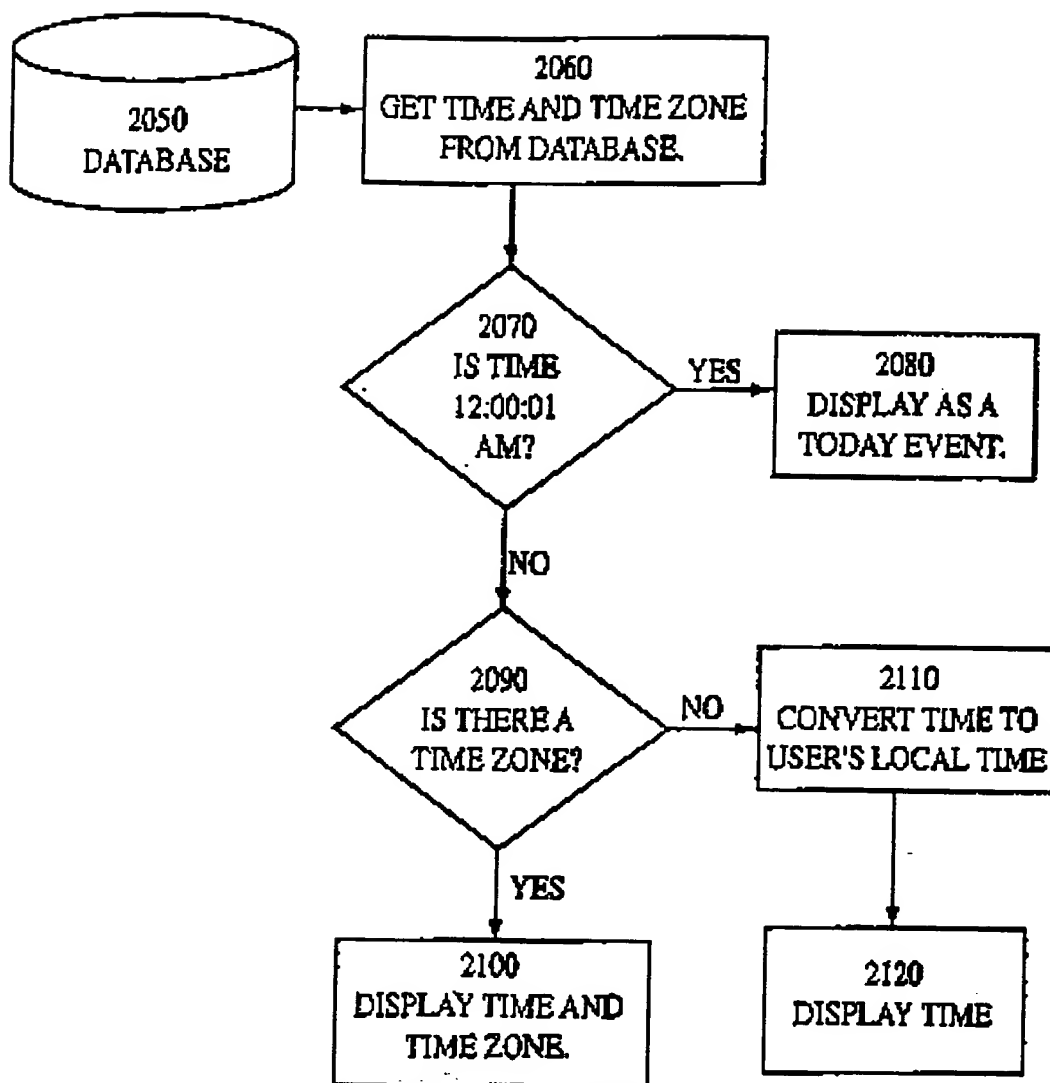 2050
DATABASE
2060
GET TIME AND TIME ZONE
FROM DATABASE.
2070
IS TIME
12:00:01
AM?
YES
2080
DISPLAY AS A
TODAY EVENT.
NO
2090
IS THERE A
TIME ZONE?
NO
2110
CONVERT TIME TO
USER'S LOCAL TIME
YES
2100
DISPLAY TIME AND
TIME ZONE.
2120
DISPLAY TIME